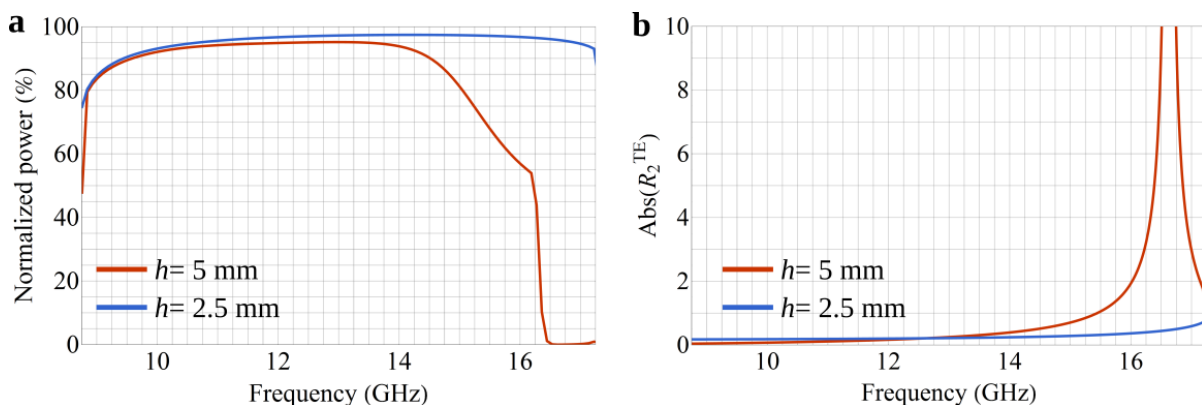 a
Normalized power (%)
100
80
60
40
20
0
h= 5 mm
h= 2.5 mm
10
12
14
16
Frequency (GHz)
b
Abs(R₂ᵀᴱ)
10
8
6
4
2
0
h= 5 mm
h= 2.5 mm
10
12
14
16
Frequency (GHz)